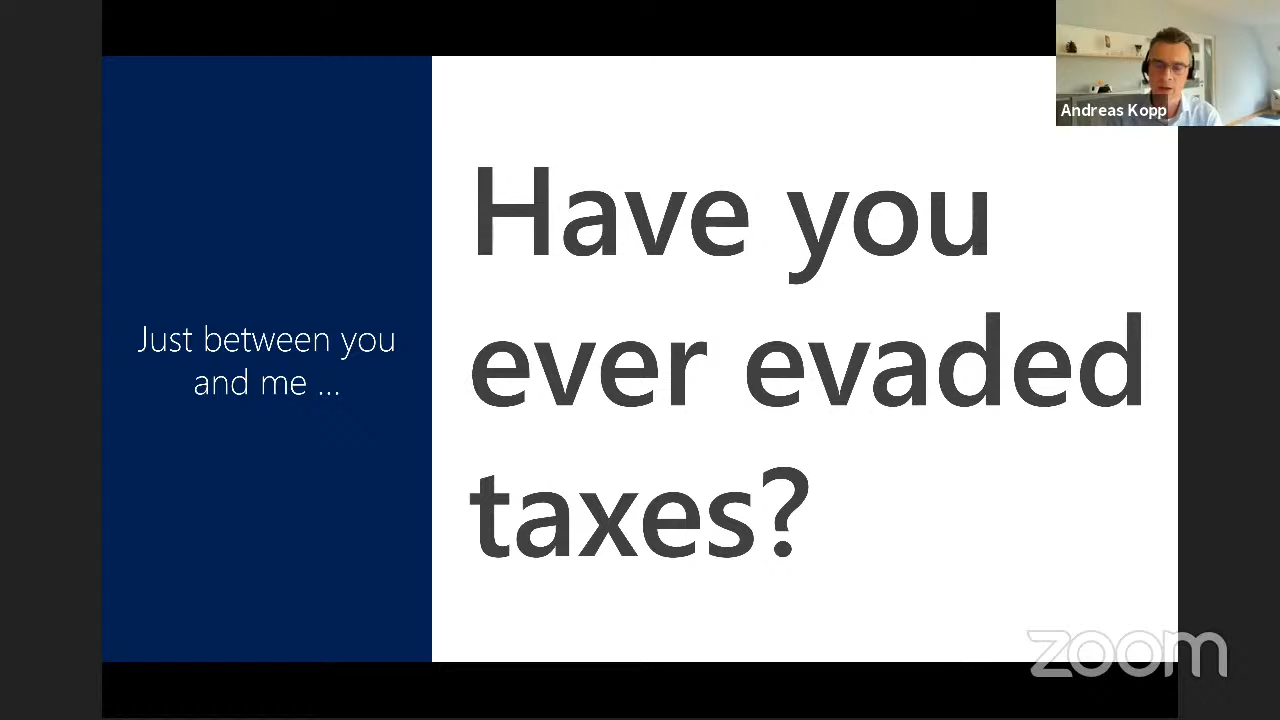 Andreas Kopp
Just between you
and me ...
Have you
ever evaded
taxes?
zoom